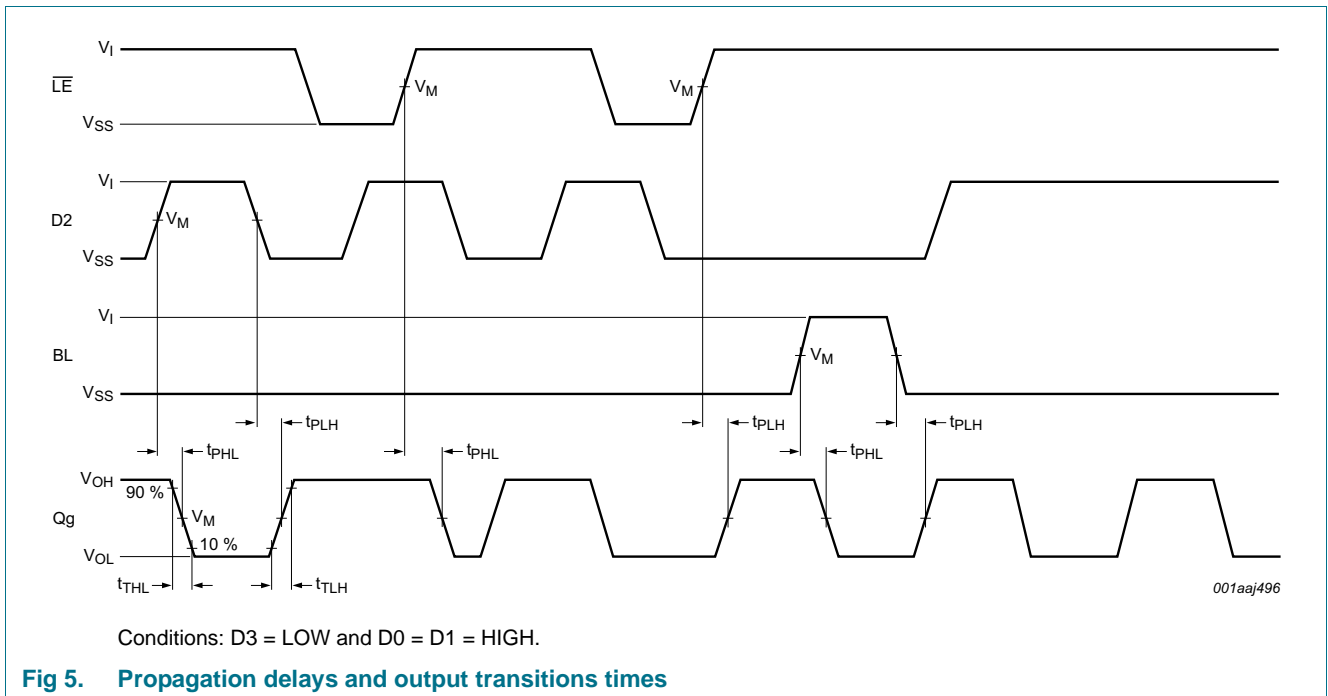 VI
LE
VM
VM
VSS
VI
D2
VM
VSS
VI
BL
VM
VSS
tPLH
tPLH
tPLH
tPHL
tPHL
tPHL
VOH
90 %
Qg
VM
VOL
10 %
tTHL
tTLH
001aaj496
Conditions: D3 = LOW and D0 = D1 = HIGH.
Fig 5. Propagation delays and output transitions times